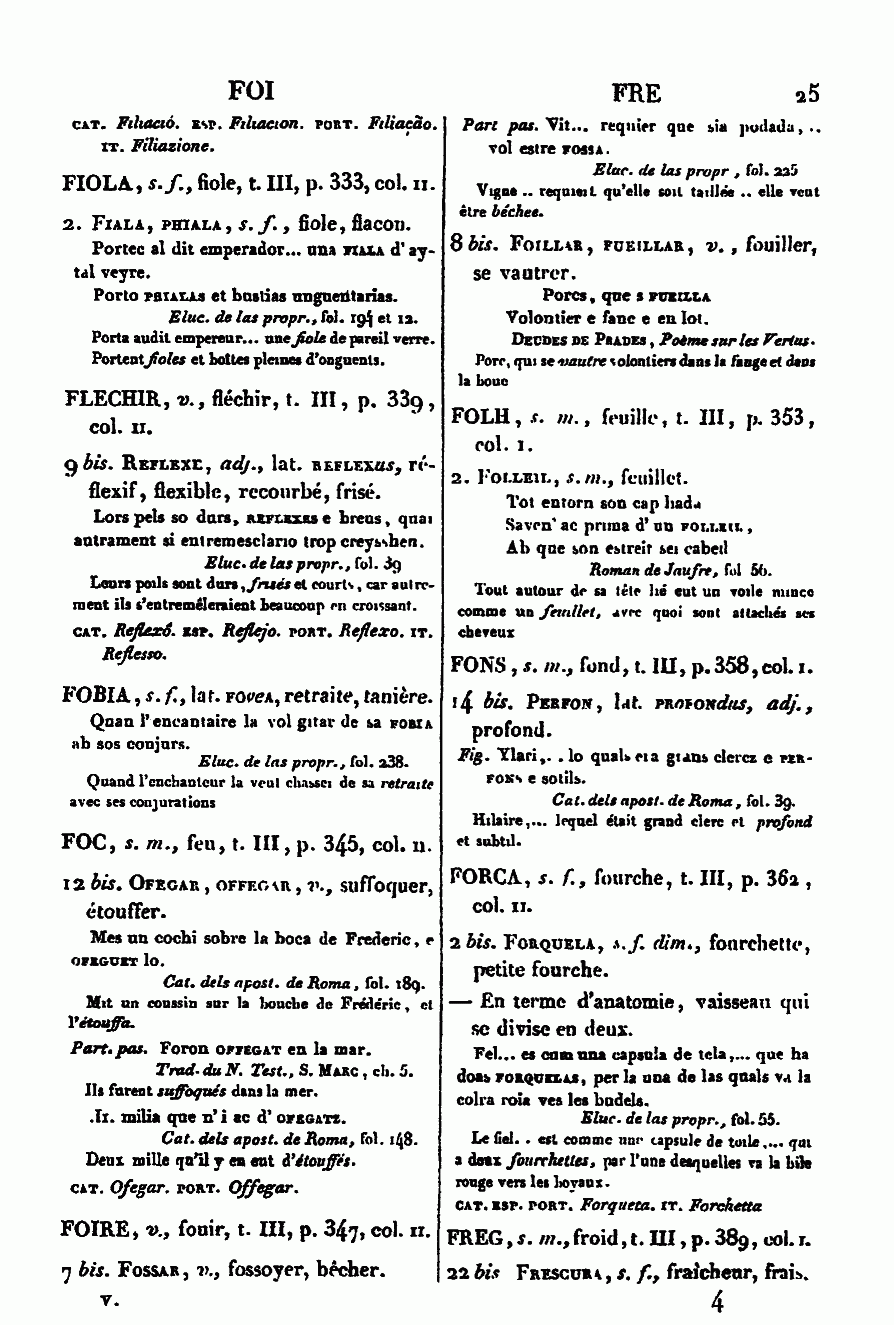 FOI
FRE 25
CAT. Filiació. ESP. Filiacion. PORT. Filiação.
IT. Filiazione.
FIOLA, s. f., fiole, t. III, p. 333, col. II.
2. FIALA, PHIALA, s. f., fiole, flacon.
Portec al dit emperador... una FIALA d' ay-
tal veyre.
Porto PHIALAS et bustias unguentarias.
Eluc. de las propr., fol. 194 et 12.
Porta audit empereur... une fiole de pareil verre.
Portent fioles et boîtes pleines d'onguents.
FLECHIR, v., fléchir, t. III, p. 339,
col. II.
9 bis. REFLEXE, adj., lat. REFLEXus, ré-
flexif, flexible, recourbé, frisé.
Lors pels so durs, REFLEXES e breus, quar
autrament si entremesclario trop creysshen.
Eluc. de las propr., fol. 39
Leurs poils sont durs, frisés et courts, car autre-
ment ils s'entremêleraient beaucoup en croissant.
CAT. Reflexó. ESP. Reflejo. PORT. Reflexo. IT.
Reflesso.
FOBIA, s. f., lat. FOVeA, retraite, tanière.
Quan l' encantaire la vol gitar de sa FOBIA
ab sos conjurs.
Eluc. de las propr., fol. 238.
Quand l'enchanteur la veut chasser de sa retraite
avec ses conjurations
FOC, s. m., feu, t. III, p. 345, col. II.
12 bis. OFEGAR, OFFEGAR, v., suffoquer,
étouffer.
Mes un cochi sobre la boca de Frederic, e
OFEGUET lo.
Cat. dels apost. de Roma, fol. 189.
Mit un coussin sur la bouche de Frédéric, et
l'étouffa.
Part. pas. Foron OFFEGAT en la mar.
Trad. du N. Test., S. MARC, ch. 5.
Ils furent suffoqués dans la mer.
.II. milia que n' i ac d' OFEGATZ.
Cat. dels apost. de Roma, fol. 148.
Deux mille qu'il y en eut d'étouffés.
CAT. Ofegar. PORT. Offegar.
FOIRE, v., fouir, t. III, p. 347, col. II.
7 bis. FOSSAR, v., fossoyer, bêcher.
V.
Part pas. Vit... requier que sia podada, ..
vol estre FOSSA.
Eluc. de las propr, fol. 225
Vigne .. requiert qu'elle soit taillée .. elle veut
être béchee.
8 bis. FOILLAR, FUEILLAR, v., fouiller,
se vautrer.
Porcs, que s FUEILLA
Volontier e fanc e en lot.
DEUDES DE PRADES, Poème sur les Vertus.
Porc, qui se vautre volontiers dans la fange et dans
la boue
FOLH, s. m., feuille, t. III, p. 353,
col. I.
2. FOLLEIL, s. m., feuillet.
Tot entorn son cap liada
Saven' ac prima d' un FOLLEIL,
Ab que son estreit sei cabeil
Roman de Jaufre, fol 56.
Tout autour de sa tête lié eut un voile mince
comme un feuillet, avec quoi sont attachés ses
cheveux
FONS, s. m., fond, t. III, p. 358, col. I.
14 bis. PERFON, lat. PROFONdus, adj.,
profond.
Fig. Ylari,.. lo quals era grans clercz e PER-
FONS e sotils.
Cat. dels apost. de Roma, fol. 39.
Hilaire,... lequel était grand clerc et profond
et subtil.
FORCA, s. f., fourche, t. III, p. 362,
col. II.
2 bis. FORQUELA, s. f. dim., fourchette,
petite fourche.
— En terme d'anatomie, vaisseau qui
se divise en deux.
Fel... es cum una capsula de tela,... que ha
doas FORQUELAS, per la una de las quals va la
colra roia ves les budels.
Eluc. de las propr., fol. 55.
Le fiel.. est comme une capsule de toile,... qui
a deux fourchettes, par l'une desquelles va la bile
rouge vers les boyaux.
CAT. ESP. PORT. Forqueta. IT. Forchetta
FREG, s. m., froid, t. III, p. 389, col. I.
22 bis FRESCURA, s. f., fraîcheur, frais.
4